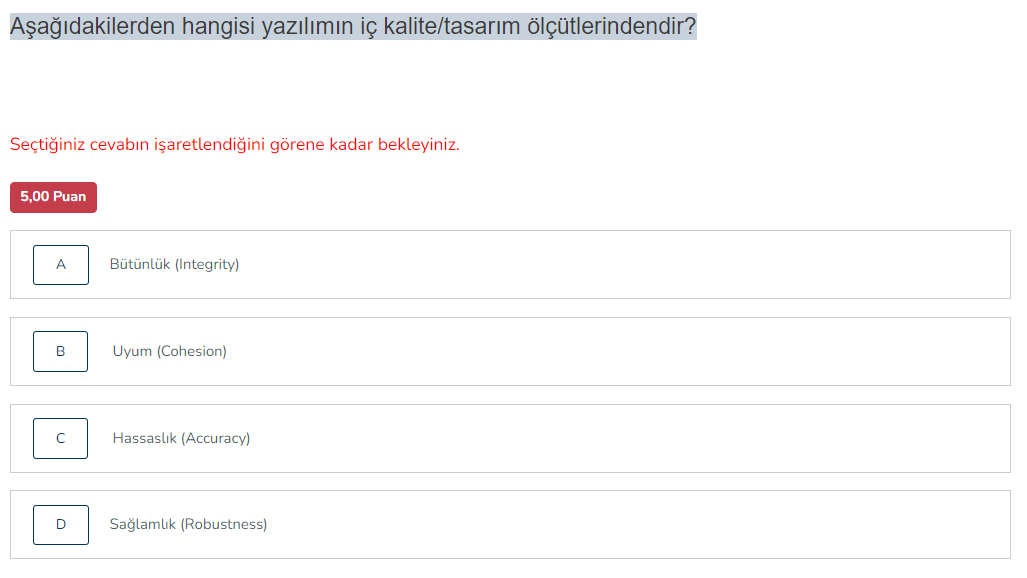 Aşağıdakilerden hangisi yazılımın iç kalite/tasarım ölçütlerindendir?
Seçtiğiniz cevabın işaretlendiğini görene kadar bekleyiniz.
5,00 Puan
A Bütünlük (Integrity)
B Uyum (Cohesion)
C Hassaslık (Accuracy)
D Sağlamlık (Robustness)